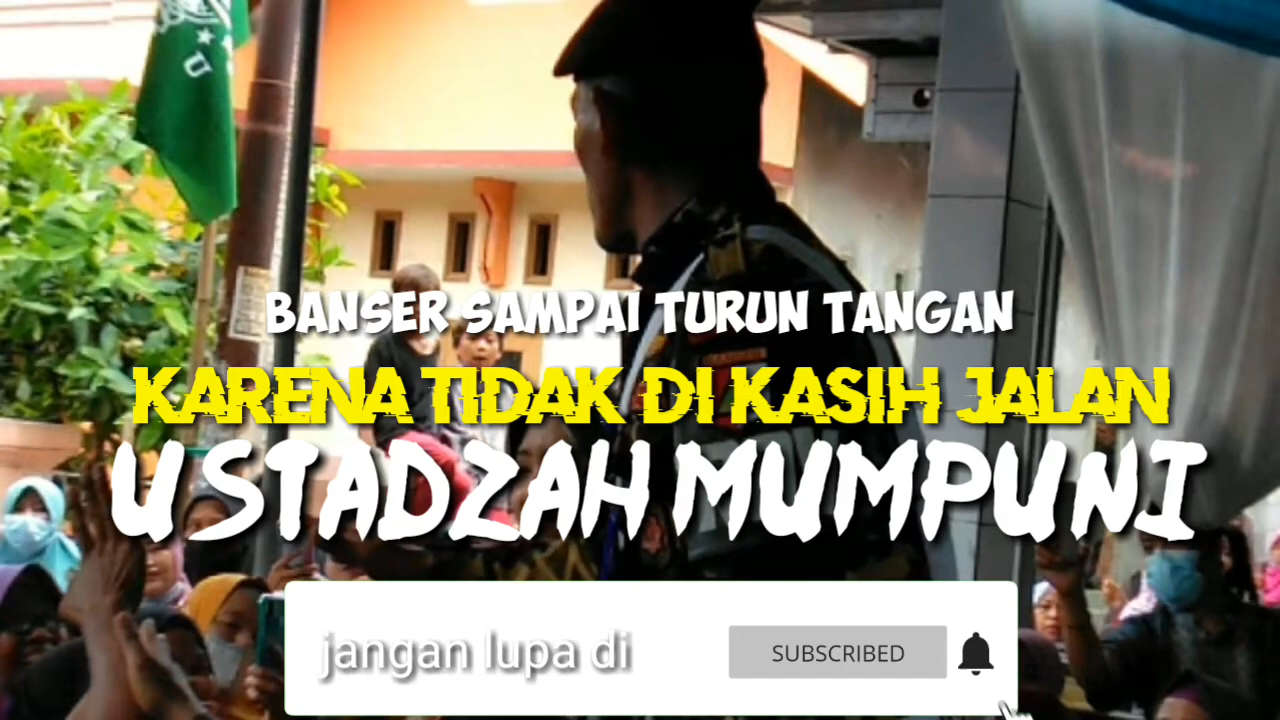 U
BANSER SAMPAI TURUN TANGAN
KARENA TIDAK DI KASIH JALAN
USTADZAH MUMPUNI
jangan lupa di
SUBSCRIBED